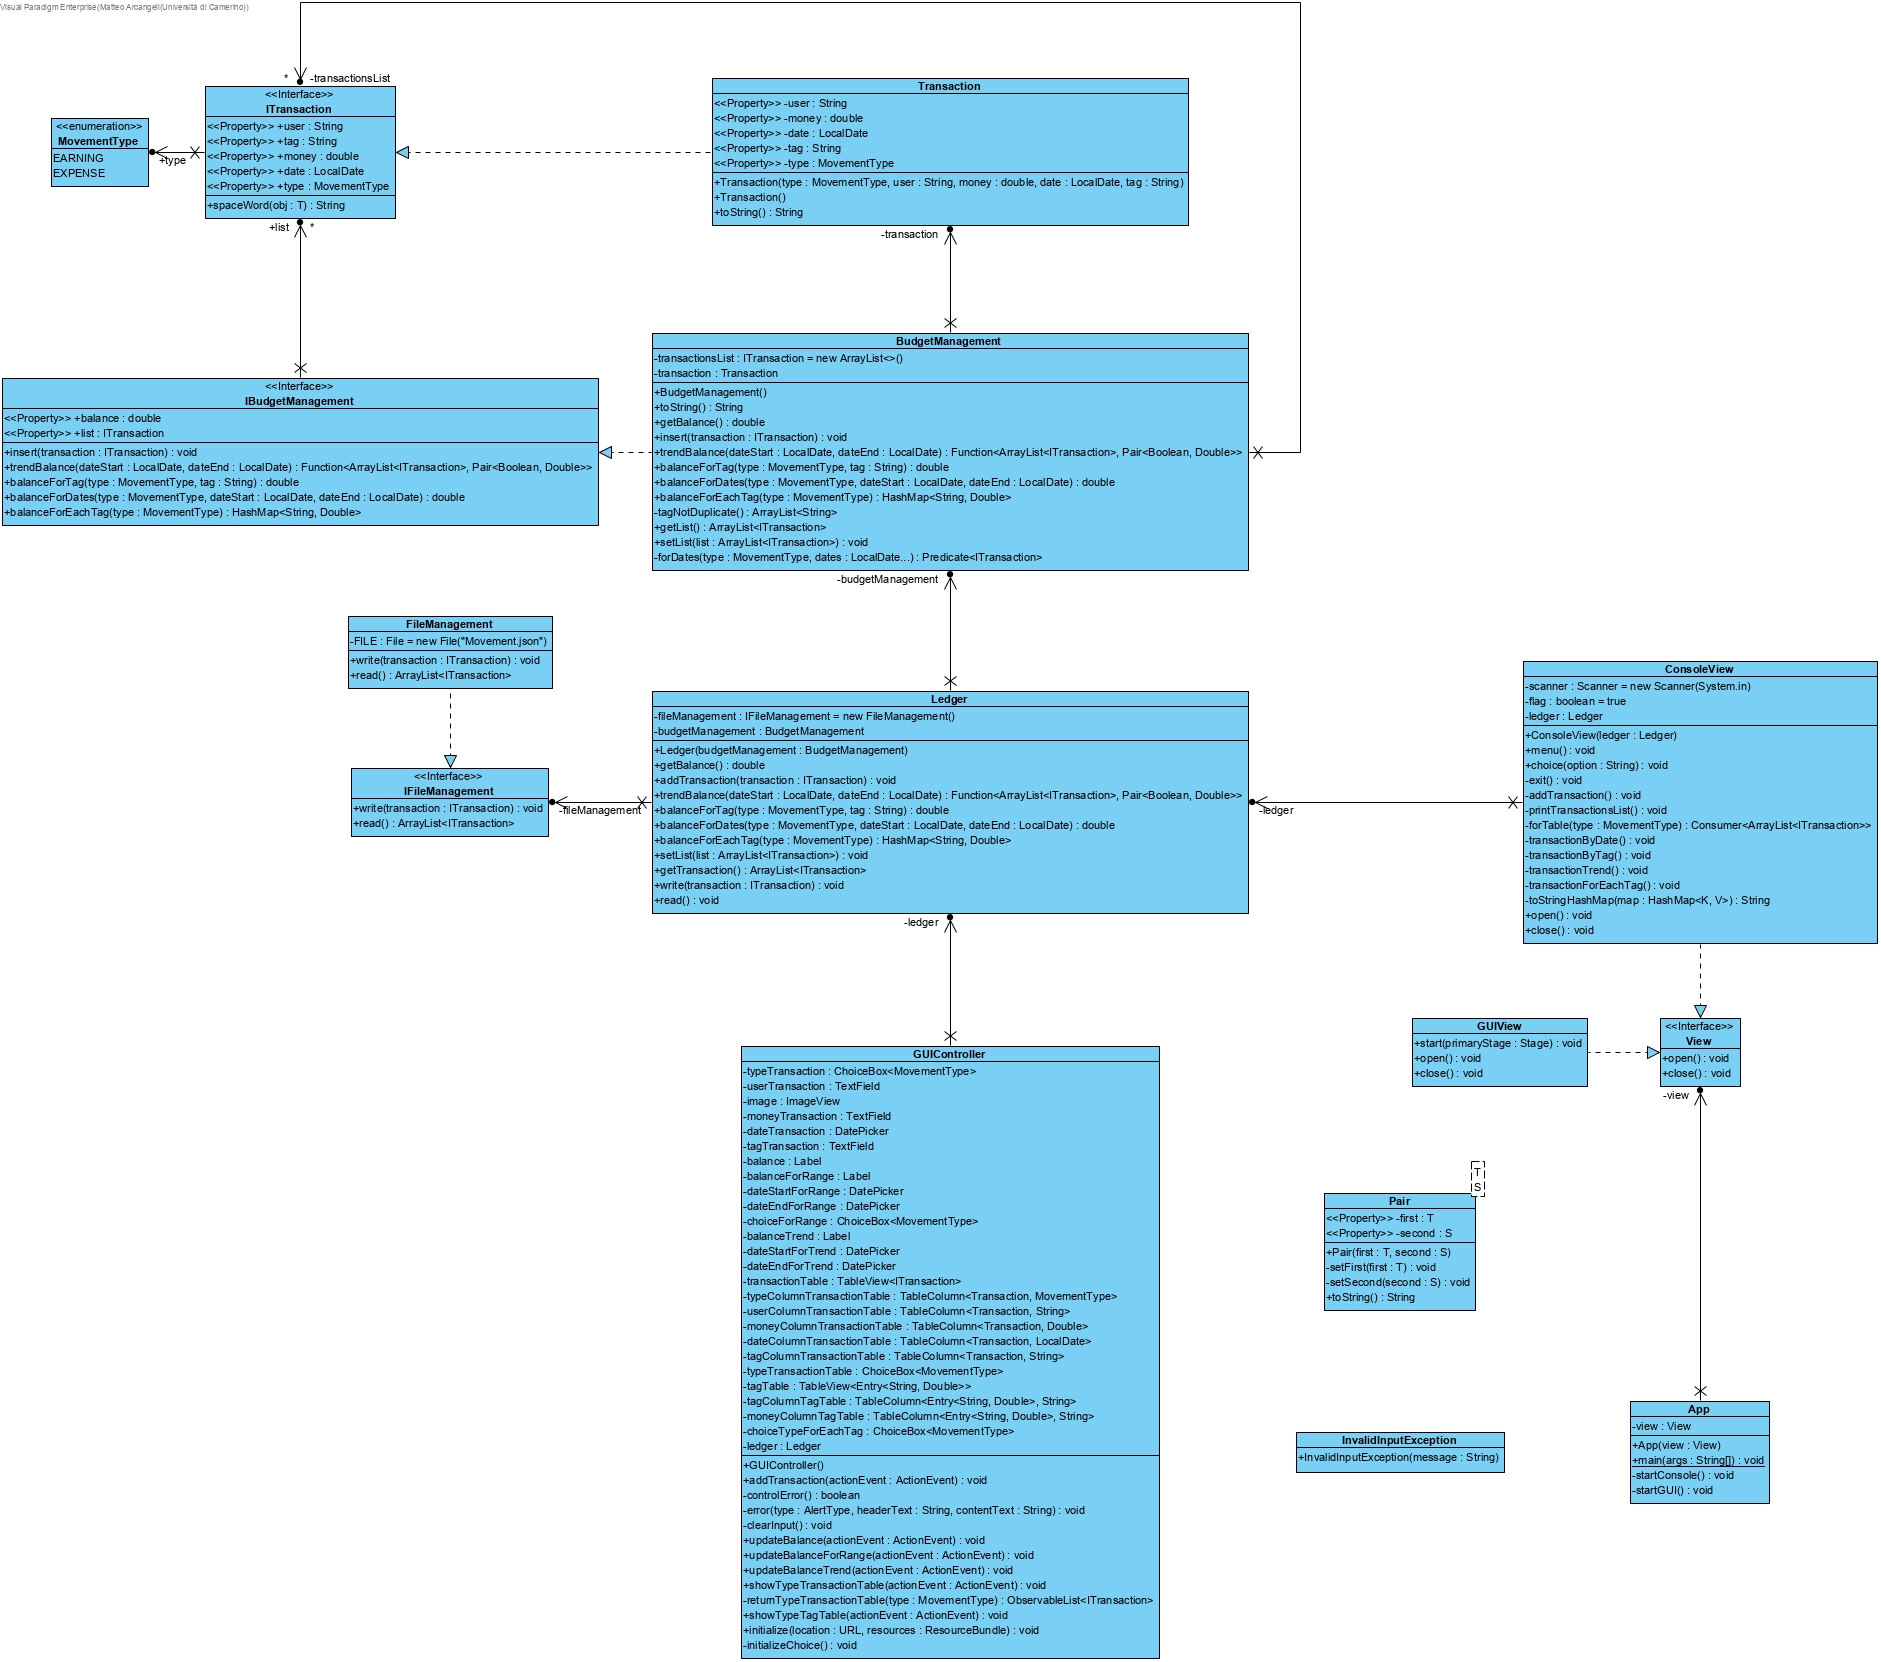 Visual Paradigm Enterprise(Matteo Arcangeli(Università di Camerino))
* -transactionsList
<<Interface>>
ITransaction
<<Property>> +user : String
<<Property>> +tag : String
<<Property>> +money : double
<<Property>> +date : LocalDate
<<Property>> +type : MovementType
+spaceWord(obj : T) : String
<<enumeration>>
MovementType
EARNING
EXPENSE
+type
Transaction
<<Property>> -user : String
<<Property>> -money : double
<<Property>> -date : LocalDate
<<Property>> -tag : String
<<Property>> -type : MovementType
+Transaction(type : MovementType, user : String, money : double, date : LocalDate, tag : String)
+Transaction()
+toString() : String
+list *
-transaction
<<Interface>>
IBudgetManagement
<<Property>> +balance : double
<<Property>> +list : ITransaction
+insert(transaction : ITransaction) : void
+trendBalance(dateStart : LocalDate, dateEnd : LocalDate) : Function<ArrayList<ITransaction>, Pair<Boolean, Double>>
+balanceForTag(type : MovementType, tag : String) : double
+balanceForDates(type : MovementType, dateStart : LocalDate, dateEnd : LocalDate) : double
+balanceForEachTag(type : MovementType) : HashMap<String, Double>
BudgetManagement
-transactionsList : ITransaction = new ArrayList<>()
-transaction : Transaction
+BudgetManagement()
+toString() : String
+getBalance() : double
+insert(transaction : ITransaction) : void
+trendBalance(dateStart : LocalDate, dateEnd : LocalDate) : Function<ArrayList<ITransaction>, Pair<Boolean, Double>>
+balanceForTag(type : MovementType, tag : String) : double
+balanceForDates(type : MovementType, dateStart : LocalDate, dateEnd : LocalDate) : double
+balanceForEachTag(type : MovementType) : HashMap<String, Double>
-tagNotDuplicate() : ArrayList<String>
+getList() : ArrayList<ITransaction>
+setList(list : ArrayList<ITransaction>) : void
-forDates(type : MovementType, dates : LocalDate...) : Predicate<ITransaction>
-budgetManagement
FileManagement
-FILE : File = new File("Movement.json")
+write(transaction : ITransaction) : void
+read() : ArrayList<ITransaction>
<<Interface>>
IFileManagement
+write(transaction : ITransaction) : void
+read() : ArrayList<ITransaction>
-fileManagement
Ledger
-fileManagement : IFileManagement = new FileManagement()
-budgetManagement : BudgetManagement
+Ledger(budgetManagement : BudgetManagement)
+getBalance() : double
+addTransaction(transaction : ITransaction) : void
+trendBalance(dateStart : LocalDate, dateEnd : LocalDate) : Function<ArrayList<ITransaction>, Pair<Boolean, Double>>
+balanceForTag(type : MovementType, tag : String) : double
+balanceForDates(type : MovementType, dateStart : LocalDate, dateEnd : LocalDate) : double
+balanceForEachTag(type : MovementType) : HashMap<String, Double>
+setList(list : ArrayList<ITransaction>) : void
+getTransaction() : ArrayList<ITransaction>
+write(transaction : ITransaction) : void
+read() : void
-ledger
ConsoleView
-scanner : Scanner = new Scanner(System.in)
-flag : boolean = true
-ledger : Ledger
+ConsoleView(ledger : Ledger)
+menu() : void
+choice(option : String) : void
-exit() : void
-addTransaction() : void
-printTransactionsList() : void
-forTable(type : MovementType) : Consumer<ArrayList<ITransaction>>
-transactionByDate() : void
-transactionByTag() : void
-transactionTrend() : void
-transactionForEachTag() : void
-toStringHashMap(map : HashMap<K, V>) : String
+open() : void
+close() : void
-ledger
GUIView
+start(primaryStage : Stage) : void
+open() : void
+close() : void
<<Interface>>
View
+open() : void
+close() : void
-view
GUIController
-typeTransaction : ChoiceBox<MovementType>
-userTransaction : TextField
-image : ImageView
-moneyTransaction : TextField
-dateTransaction : DatePicker
-tagTransaction : TextField
-balance : Label
-balanceForRange : Label
-dateStartForRange : DatePicker
-dateEndForRange : DatePicker
-choiceForRange : ChoiceBox<MovementType>
-balanceTrend : Label
-dateStartForTrend : DatePicker
-dateEndForTrend : DatePicker
-transactionTable : TableView<ITransaction>
-typeColumnTransactionTable : TableColumn<Transaction, MovementType>
-userColumnTransactionTable : TableColumn<Transaction, String>
-moneyColumnTransactionTable : TableColumn<Transaction, Double>
-dateColumnTransactionTable : TableColumn<Transaction, LocalDate>
-tagColumnTransactionTable : TableColumn<Transaction, String>
-typeTransactionTable : ChoiceBox<MovementType>
-tagTable : TableView<Entry<String, Double>>
-tagColumnTagTable : TableColumn<Entry<String, Double>, String>
-moneyColumnTagTable : TableColumn<Entry<String, Double>, String>
-choiceTypeForEachTag : ChoiceBox<MovementType>
-ledger : Ledger
+GUIController()
+addTransaction(actionEvent : ActionEvent) : void
-controlError() : boolean
-error(type : AlertType, headerText : String, contentText : String) : void
-clearInput() : void
+updateBalance(actionEvent : ActionEvent) : void
+updateBalanceForRange(actionEvent : ActionEvent) : void
+updateBalanceTrend(actionEvent : ActionEvent) : void
+showTypeTransactionTable(actionEvent : ActionEvent) : void
-returnTypeTransactionTable(type : MovementType) : ObservableList<ITransaction>
+showTypeTagTable(actionEvent : ActionEvent) : void
+initialize(location : URL, resources : ResourceBundle) : void
-initializeChoice() : void
T
S
Pair
<<Property>> -first : T
<<Property>> -second : S
+Pair(first : T, second : S)
-setFirst(first : T) : void
-setSecond(second : S) : void
+toString() : String
InvalidInputException
+InvalidInputException(message : String)
App
-view : View
+App(view : View)
+main(args : String[]) : void
-startConsole() : void
-startGUI() : void